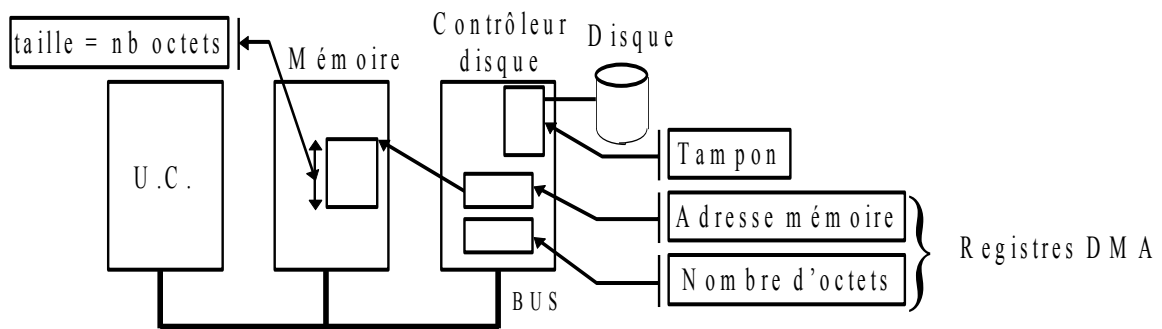 Contrôleur
disque
Disque
taille = nb octets
Mémoire
Tampon
U.C.
Adresse mémoire
Registres DMA
Nombre d'octets
BUS